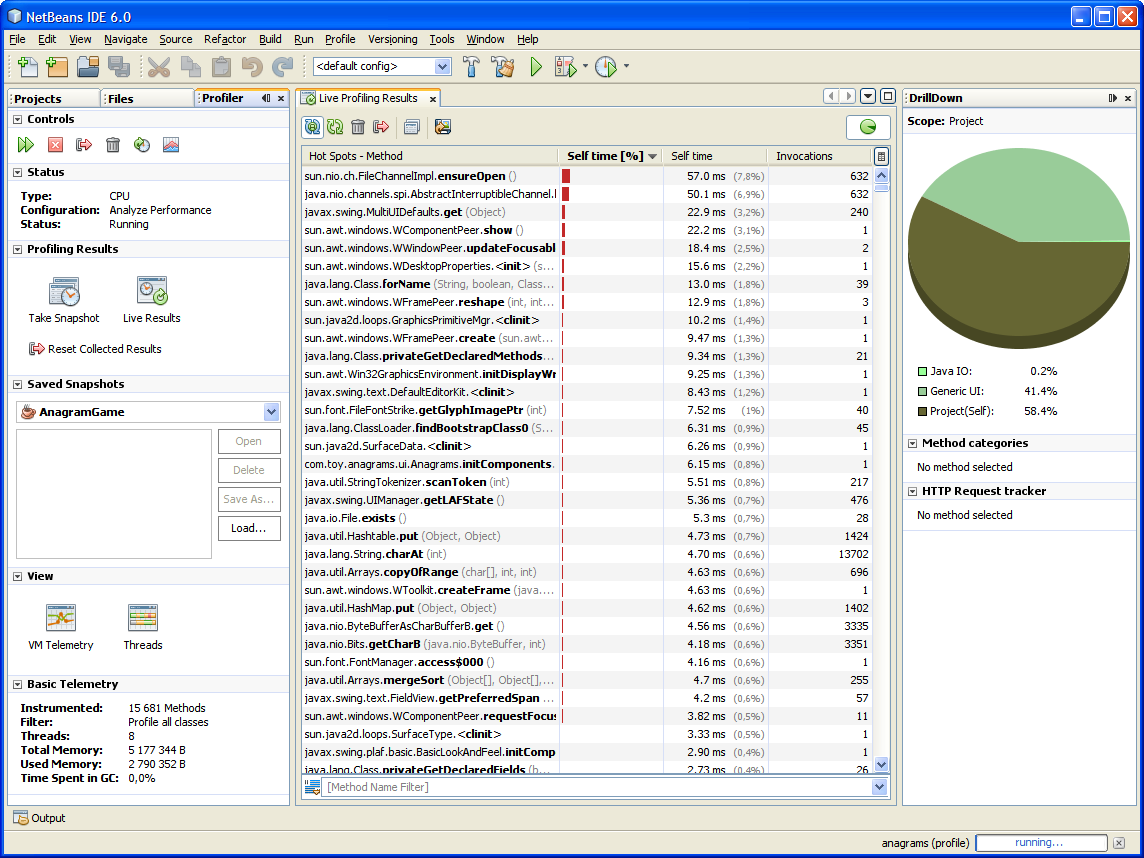 NetBeans IDE 6.0
File Edit View Navigate Source Refactor Build Run Profile Versioning Tools Window Help
<default config>
Projects
Files
Profiler
Controls
Status
Type: CPU
Configuration: Analyze Performance
Status: Running
Profiling Results
Take Snapshot
Live Results
Reset Collected Results
Saved Snapshots
AnagramGame
Open
Delete
Save As...
Load...
View
VM Telemetry
Threads
Basic Telemetry
Instrumented: 15 681 Methods
Filter: Profile all classes
Threads: 8
Total Memory: 5 177 344 B
Used Memory: 2 790 352 B
Time Spent in GC: 0,0%
Live Profiling Results
Hot Spots - Method Self time [%] Self time Invocations
sun.nio.ch.FileChannelImpl.ensureOpen () 57.0 ms (7,8%) 632
java.nio.channels.spi.AbstractInterruptibleChannel. 50.1 ms (6,9%) 632
javax.swing.MultiUIDefaults.get (Object) 22.9 ms (3,2%) 240
sun.awt.windows.WComponentPeer.show () 22.2 ms (3,1%) 1
sun.awt.windows.WWindowPeer.updateFocusabl 18.4 ms (2,5%) 2
sun.awt.windows.WDesktopProperties.<init> (s... 15.6 ms (2,2%) 1
java.lang.Class.forName (String, boolean, Class... 13.0 ms (1,8%) 39
sun.awt.windows.WFramePeer.reshape (int, int... 12.9 ms (1,8%) 3
sun.java2d.loops.GraphicsPrimitiveMgr.<clinit> 10.2 ms (1,4%) 1
sun.awt.windows.WFramePeer.create (sun.awt... 9.47 ms (1,3%) 1
java.lang.Class.privateGetDeclaredMethods... 9.34 ms (1,3%) 21
sun.awt.Win32GraphicsEnvironment.initDisplayWr 9.25 ms (1,3%) 1
javax.swing.text.DefaultEditorKit.<clinit> 8.43 ms (1,2%) 1
sun.font.FileFontStrike.getGlyphImagePtr (int) 7.52 ms (1%) 40
java.lang.ClassLoader.findBootstrapClass0 (S... 6.31 ms (0,9%) 45
sun.java2d.SurfaceData.<clinit> 6.26 ms (0,9%) 1
com.toy.anagrams.ui.Anagrams.initComponents. 6.15 ms (0,8%) 1
java.util.StringTokenizer.scanToken (int) 5.51 ms (0,8%) 217
javax.swing.UIManager.getLAFState () 5.36 ms (0,7%) 476
java.io.File.exists () 5.3 ms (0,7%) 28
java.util.Hashtable.put (Object, Object) 4.73 ms (0,7%) 1424
java.lang.String.charAt (int) 4.70 ms (0,6%) 13702
java.util.Arrays.copyOfRange (char[], int, int) 4.63 ms (0,6%) 696
sun.awt.windows.WToolkit.createFrame (java.... 4.63 ms (0,6%) 1
java.util.HashMap.put (Object, Object) 4.62 ms (0,6%) 1402
java.nio.ByteBufferAsCharBufferB.get () 4.56 ms (0,6%) 3335
java.nio.Bits.getCharB (java.nio.ByteBuffer, int) 4.18 ms (0,6%) 3351
sun.font.FontManager.access$000 () 4.16 ms (0,6%) 1
java.util.Arrays.mergeSort (Object[], Object[],... 4.7 ms (0,6%) 255
javax.swing.text.FieldView.getPreferredSpan ... 4.2 ms (0,6%) 57
sun.awt.windows.WComponentPeer.requestFocus 3.82 ms (0,5%) 11
sun.java2d.loops.SurfaceType.<clinit> 3.33 ms (0,5%) 1
javax.swing.plaf.basic.BasicLookAndFeel.initComp 2.90 ms (0,4%) 1
java.lang.Class.privateGetDeclaredFields (b... 2.73 ms (0,4%) 26
[Method Name Filter]
DrillDown
Scope: Project
Java IO: 0.2%
Generic UI: 41.4%
Project(Self): 58.4%
Method categories
No method selected
HTTP Request tracker
No method selected
Output
anagrams (profile) running...